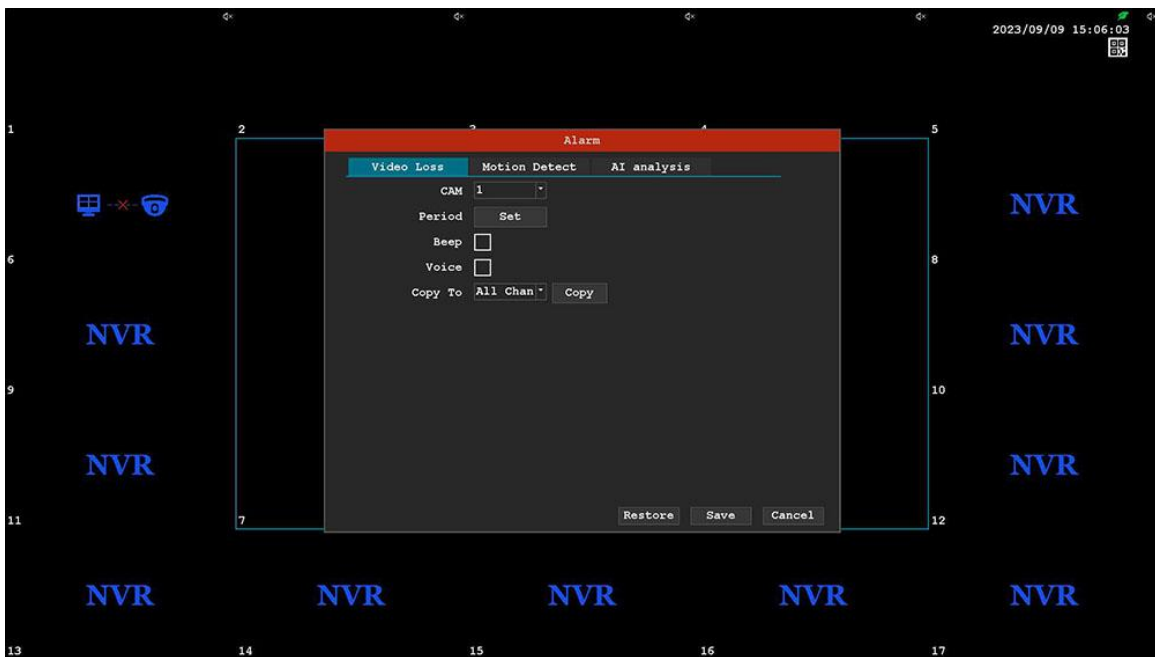 2023/09/09 15:06:03
1 2 3 4 5
Alarm
Video Loss Motion Detect AI analysis
CAM 1
Period Set
NVR
Beep
6 8
Voice
Copy To All Chan Copy
NVR NVR
9 10
NVR NVR
Restore Save Cancel
11 7 12
NVR NVR NVR NVR NVR
13 14 15 16 17